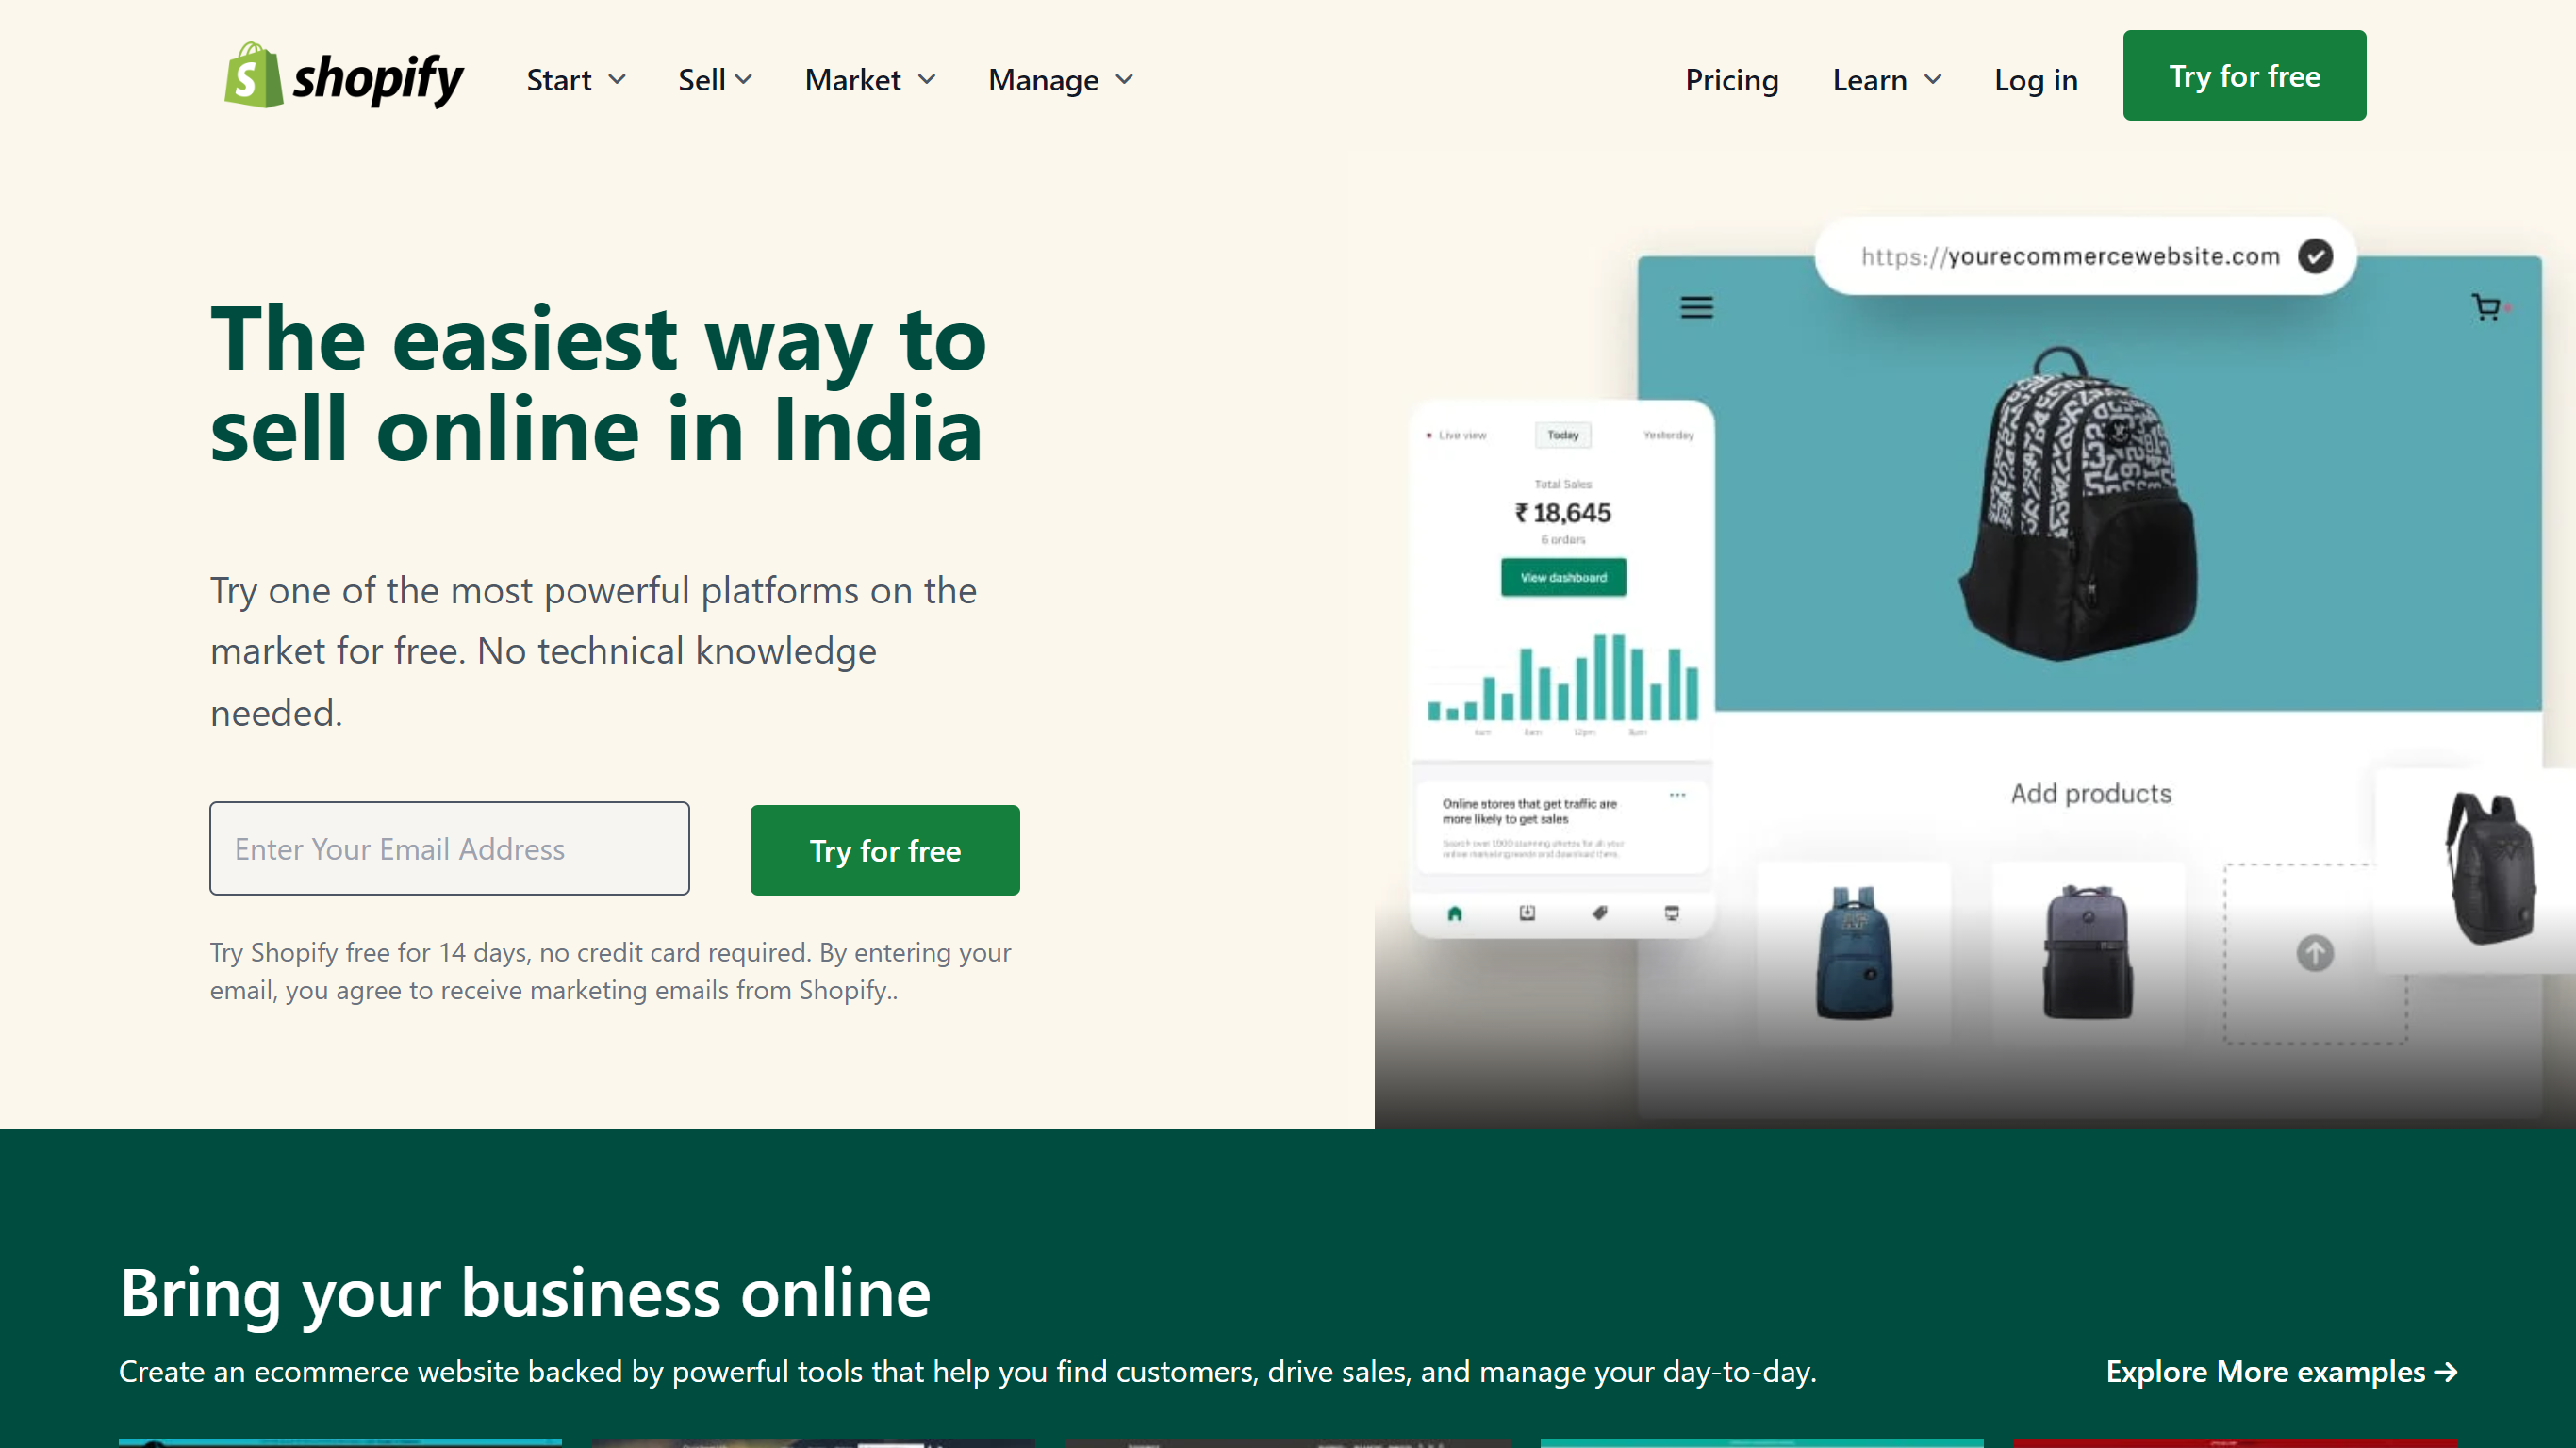 shopify
Start
Sell
Market
Manage
Pricing
Learn
Log in
Try for free
The easiest way to
sell online in India
Try one of the most powerful platforms on the
market for free. No technical knowledge
needed.
Enter Your Email Address
Try for free
Try Shopify free for 14 days, no credit card required. By entering your
email, you agree to receive marketing emails from Shopify..
https://yourecommercewebsite.com
Live view
Today
Yesterday
Total Sales
₹ 18,645
6 orders
View dashboard
Online stores that get traffic are
more likely to get sales
Add products
Bring your business online
Create an ecommerce website backed by powerful tools that help you find customers, drive sales, and manage your day-to-day.
Explore More examples →